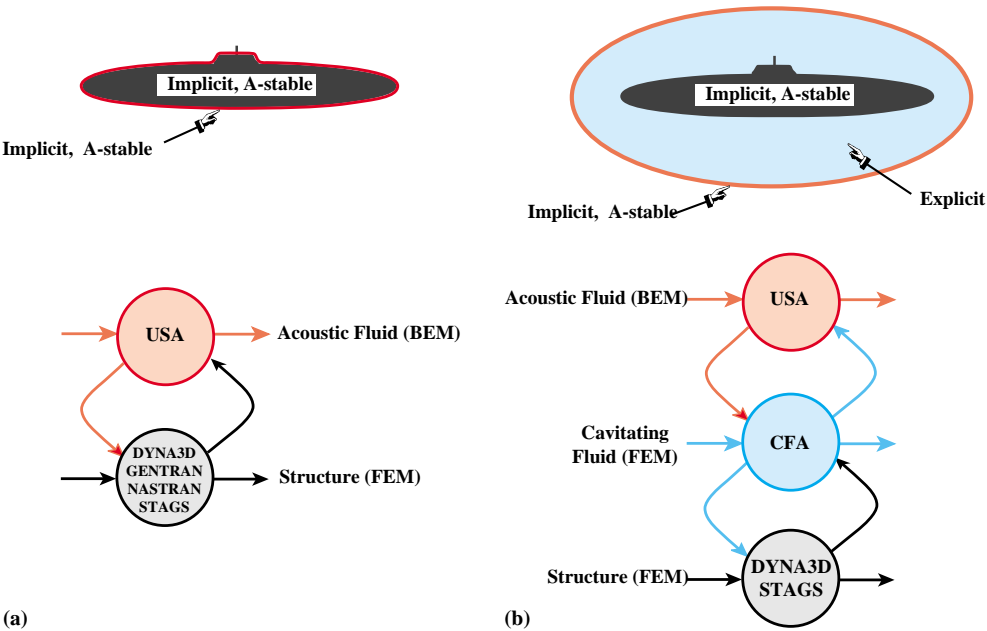 Implicit, A-stable
Implicit, A-stable
USA
Acoustic Fluid (BEM)
DYNA3D
GENTRAN
NASTRAN
STAGS
Structure (FEM)
(a)
Implicit, A-stable
Explicit
Implicit, A-stable
Acoustic Fluid (BEM)
USA
Cavitating
Fluid (FEM)
CFA
Structure (FEM)
DYNA3D
STAGS
(b)